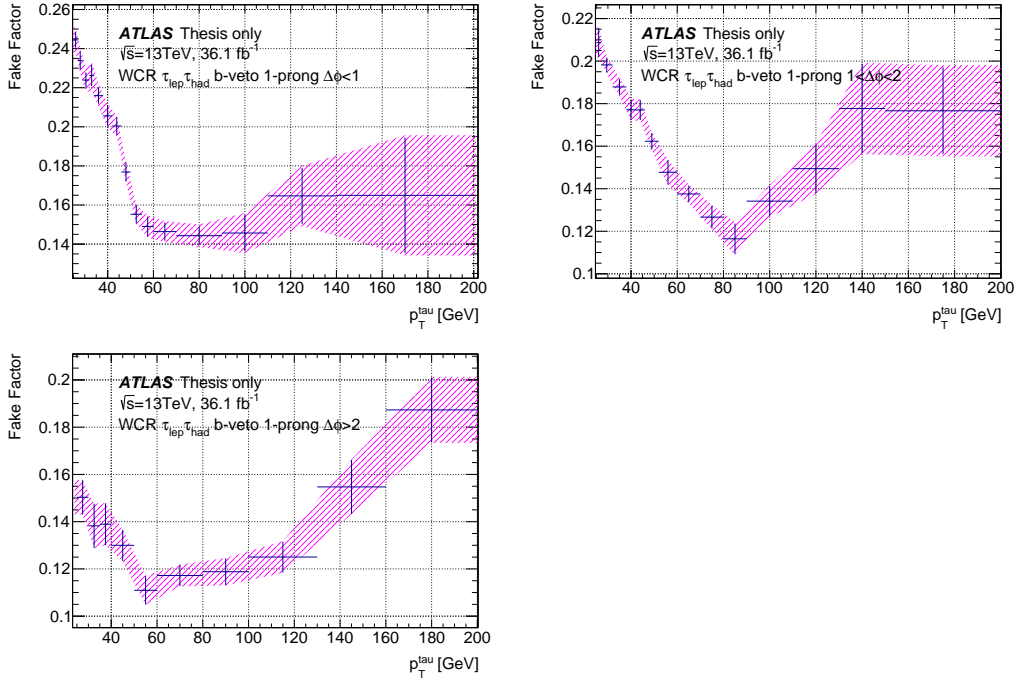 Fake Factor
0.26
0.24
0.22
0.2
0.18
0.16
0.14
ATLAS Thesis only
√s=13TeV, 36.1 fb⁻¹
WCR τlepτhad b-veto 1-prong Δϕ<1
40 60 80 100 120 140 160 180 200
pTtau [GeV]
Fake Factor
0.22
0.2
0.18
0.16
0.14
0.12
0.1
ATLAS Thesis only
√s=13TeV, 36.1 fb⁻¹
WCR τlepτhad b-veto 1-prong 1<Δϕ<2
40 60 80 100 120 140 160 180 200
pTtau [GeV]
Fake Factor
0.2
0.18
0.16
0.14
0.12
0.1
ATLAS Thesis only
√s=13TeV, 36.1 fb⁻¹
WCR τlepτhad b-veto 1-prong Δϕ>2
40 60 80 100 120 140 160 180 200
pTtau [GeV]